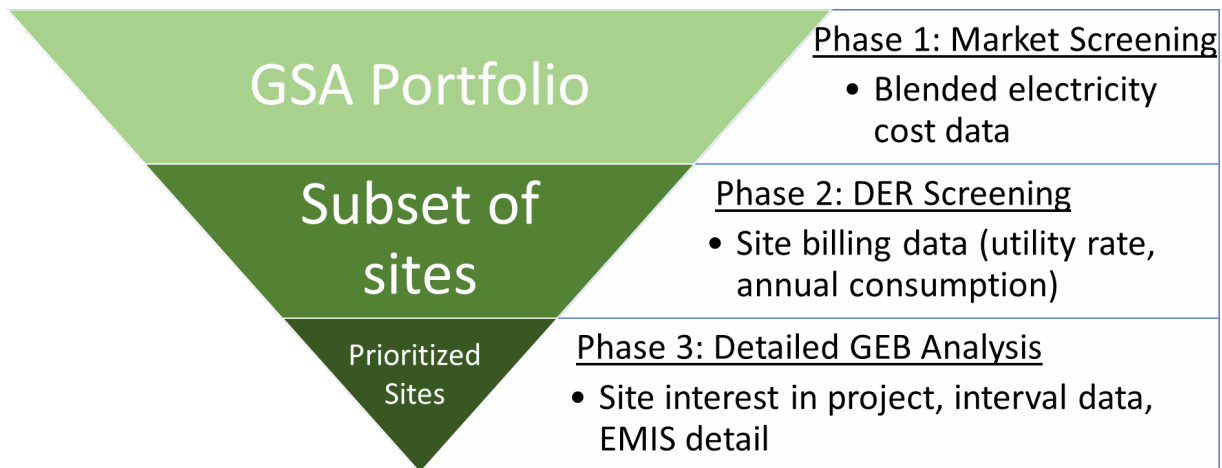 GSA Portfolio
Phase 1: Market Screening
• Blended electricity
cost data
Subset of
sites
Phase 2: DER Screening
• Site billing data (utility rate,
annual consumption)
Prioritized
Sites
Phase 3: Detailed GEB Analysis
• Site interest in project, interval data,
EMIS detail